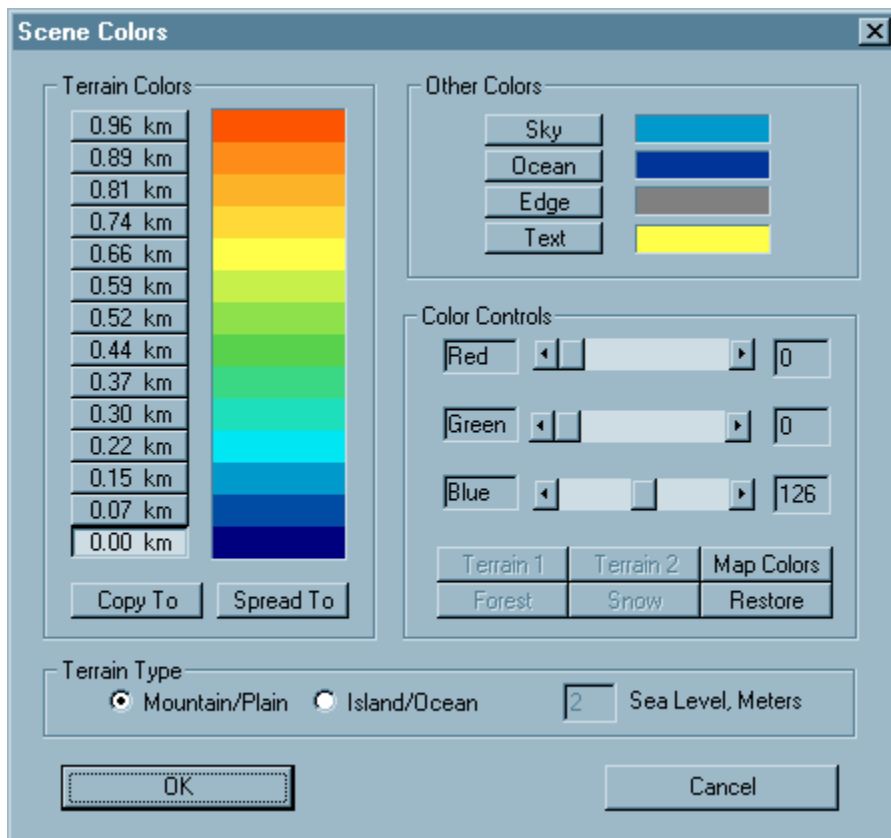 Scene Colors
Terrain Colors
0.96 km
0.89 km
0.81 km
0.74 km
0.66 km
0.59 km
0.52 km
0.44 km
0.37 km
0.30 km
0.22 km
0.15 km
0.07 km
0.00 km
Copy To
Spread To
Other Colors
Sky
Ocean
Edge
Text
Color Controls
Red 0
Green 0
Blue 126
Terrain 1 Terrain 2 Map Colors
Forest Snow Restore
Terrain Type
Mountain/Plain Island/Ocean 2 Sea Level, Meters
OK Cancel